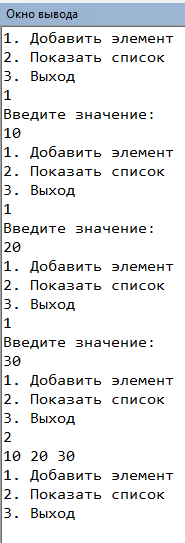 Окно вывода
1. Добавить элемент
2. Показать список
3. Выход
1
Введите значение:
10
1. Добавить элемент
2. Показать список
3. Выход
1
Введите значение:
20
1. Добавить элемент
2. Показать список
3. Выход
1
Введите значение:
30
1. Добавить элемент
2. Показать список
3. Выход
2
10 20 30
1. Добавить элемент
2. Показать список
3. Выход